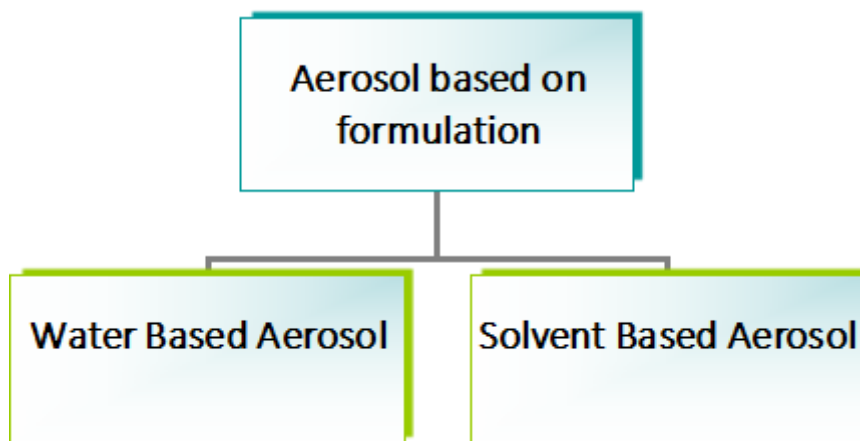 Aerosol based on
formulation
Water Based Aerosol
Solvent Based Aerosol